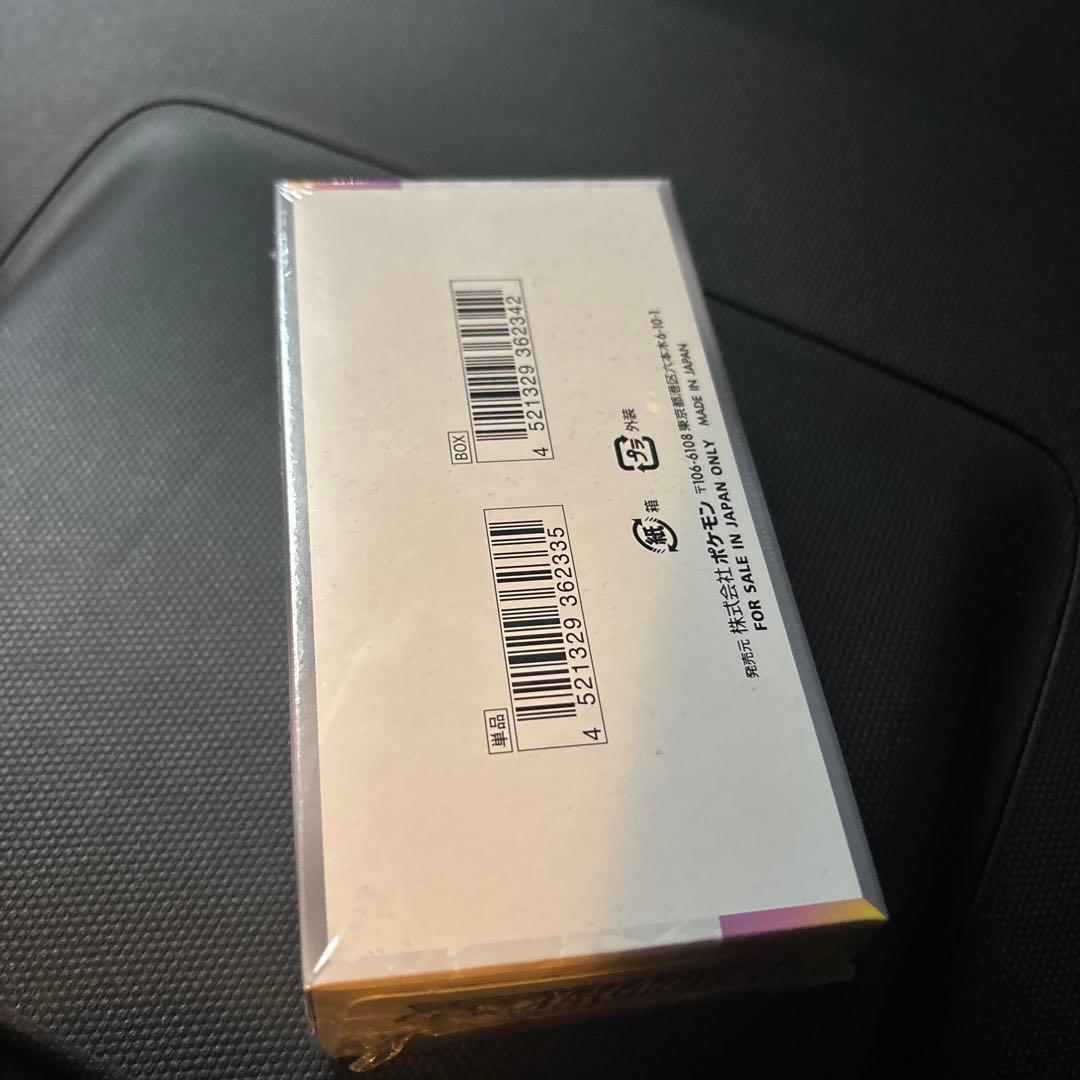 単品
4 521329 362335
BOX
4 521329 362342
紙
箱
プラ
外装
発売元 株式会社ポケモン 〒106-6108 東京都港区六本木6-10-1
FOR SALE IN JAPAN ONLY MADE IN JAPAN